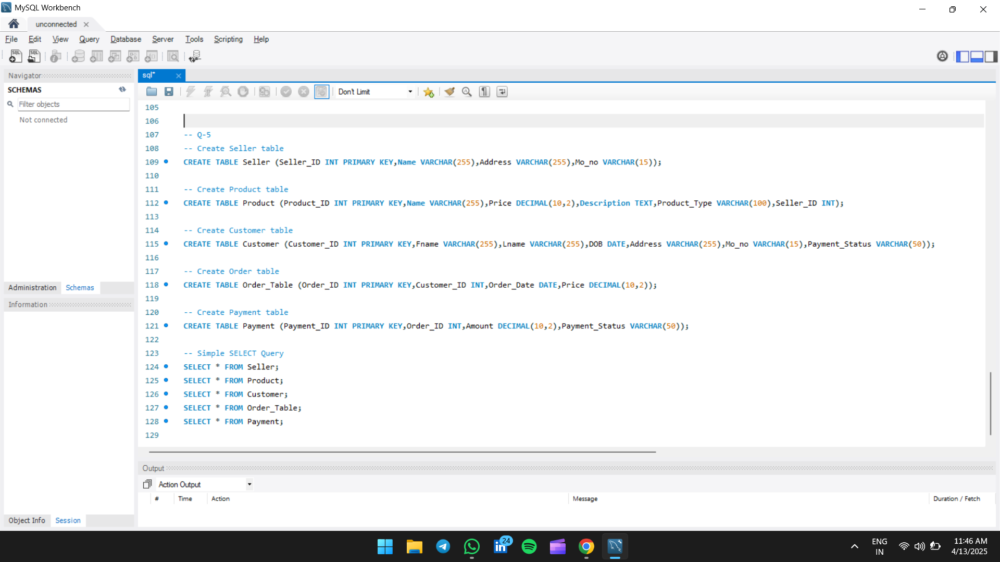 MySQL Workbench
unconnected
File Edit View Query Database Server Tools Scripting Help
SQL SQL
Navigator
SCHEMAS
Filter objects
Not connected
Administration Schemas
Information
Object Info Session
sql*
Don't Limit
105
106
107 -- Q-5
108 -- Create Seller table
109 CREATE TABLE Seller (Seller_ID INT PRIMARY KEY,Name VARCHAR(255),Address VARCHAR(255),Mo_no VARCHAR(15));
110
111 -- Create Product table
112 CREATE TABLE Product (Product_ID INT PRIMARY KEY,Name VARCHAR(255),Price DECIMAL(10,2),Description TEXT,Product_Type VARCHAR(100),Seller_ID INT);
113
114 -- Create Customer table
115 CREATE TABLE Customer (Customer_ID INT PRIMARY KEY,Fname VARCHAR(255),Lname VARCHAR(255),DOB DATE,Address VARCHAR(255),Mo_no VARCHAR(15),Payment_Status VARCHAR(50));
116
117 -- Create Order table
118 CREATE TABLE Order_Table (Order_ID INT PRIMARY KEY,Customer_ID INT,Order_Date DATE,Price DECIMAL(10,2));
119
120 -- Create Payment table
121 CREATE TABLE Payment (Payment_ID INT PRIMARY KEY,Order_ID INT,Amount DECIMAL(10,2),Payment_Status VARCHAR(50));
122
123 -- Simple SELECT Query
124 SELECT * FROM Seller;
125 SELECT * FROM Product;
126 SELECT * FROM Customer;
127 SELECT * FROM Order_Table;
128 SELECT * FROM Payment;
129
Output
Action Output
# Time Action Message Duration / Fetch
24
in
ENG
IN
11:46 AM
4/13/2025